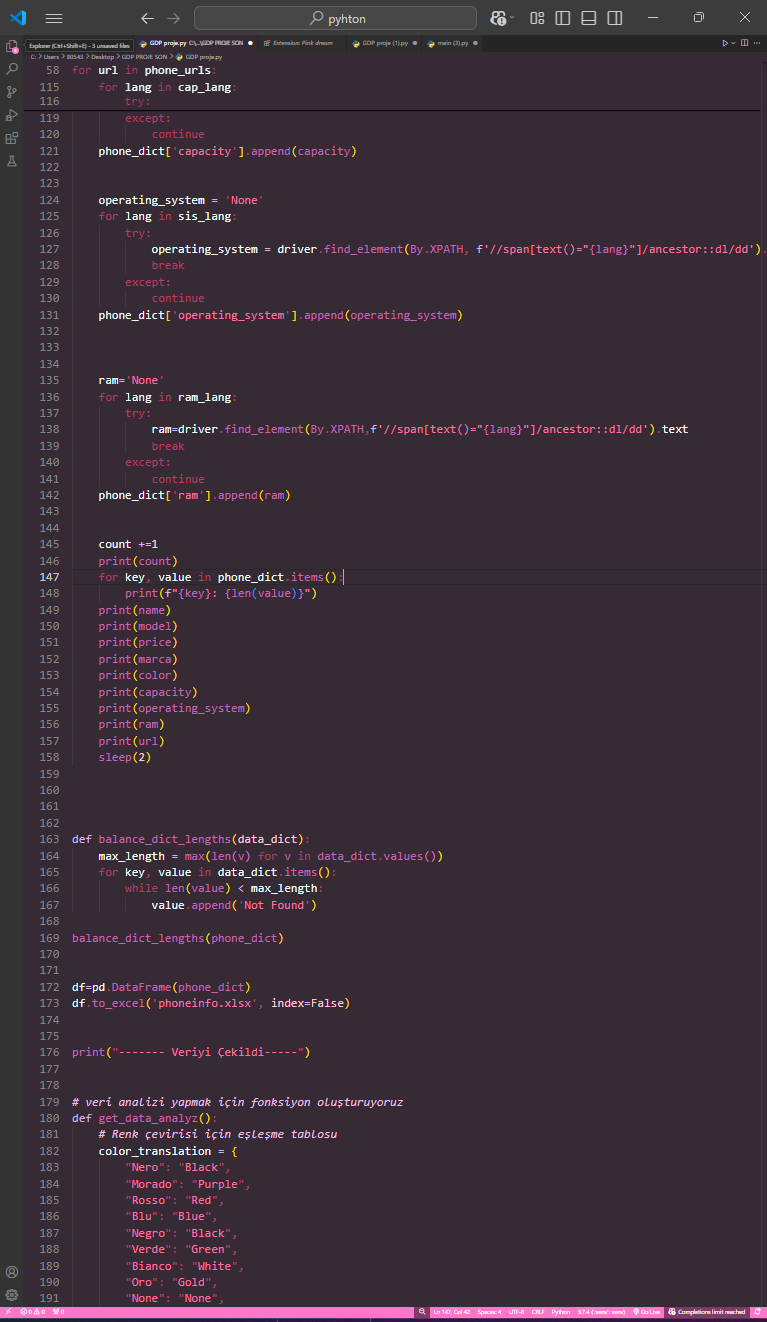 pyhton
Explorer (Ctrl+Shift+E) - 3 unsaved files
GDP proje.py C:\...\GDP PROJE SON
Extension: Pink dream
GDP proje (1).py
main (3).py
C: > Users > 90543 > Desktop > GDP PROJE SON > GDP proje.py
58 for url in phone_urls:
115 for lang in cap_lang:
116 try:
119 except:
120 continue
121 phone_dict['capacity'].append(capacity)
122
123
124 operating_system = 'None'
125 for lang in sis_lang:
126 try:
127 operating_system = driver.find_element(By.XPATH, f'//span[text()="{lang}"]/ancestor::dl/dd').
128 break
129 except:
130 continue
131 phone_dict['operating_system'].append(operating_system)
132
133
134
135 ram='None'
136 for lang in ram_lang:
137 try:
138 ram=driver.find_element(By.XPATH,f'//span[text()="{lang}"]/ancestor::dl/dd').text
139 break
140 except:
141 continue
142 phone_dict['ram'].append(ram)
143
144
145 count +=1
146 print(count)
147 for key, value in phone_dict.items():
148 print(f"{key}: {len(value)}")
149 print(name)
150 print(model)
151 print(price)
152 print(marca)
153 print(color)
154 print(capacity)
155 print(operating_system)
156 print(ram)
157 print(url)
158 sleep(2)
159
160
161
162
163 def balance_dict_lengths(data_dict):
164 max_length = max(len(v) for v in data_dict.values())
165 for key, value in data_dict.items():
166 while len(value) < max_length:
167 value.append('Not Found')
168
169 balance_dict_lengths(phone_dict)
170
171
172 df=pd.DataFrame(phone_dict)
173 df.to_excel('phoneinfo.xlsx', index=False)
174
175
176 print("------- Veriyi Çekildi-----")
177
178
179 # veri analizi yapmak için fonksiyon oluşturuyoruz
180 def get_data_analyz():
181 # Renk çevirisi için eşleşme tablosu
182 color_translation = {
183 "Nero": "Black",
184 "Morado": "Purple",
185 "Rosso": "Red",
186 "Blu": "Blue",
187 "Negro": "Black",
188 "Verde": "Green",
189 "Bianco": "White",
190 "Oro": "Gold",
191 "None": "None",
0 0 0 Ln 147, Col 42 Spaces: 4 UTF-8 CRLF Python 3.7.4 ('.venv': venv) Go Live Completions limit reached